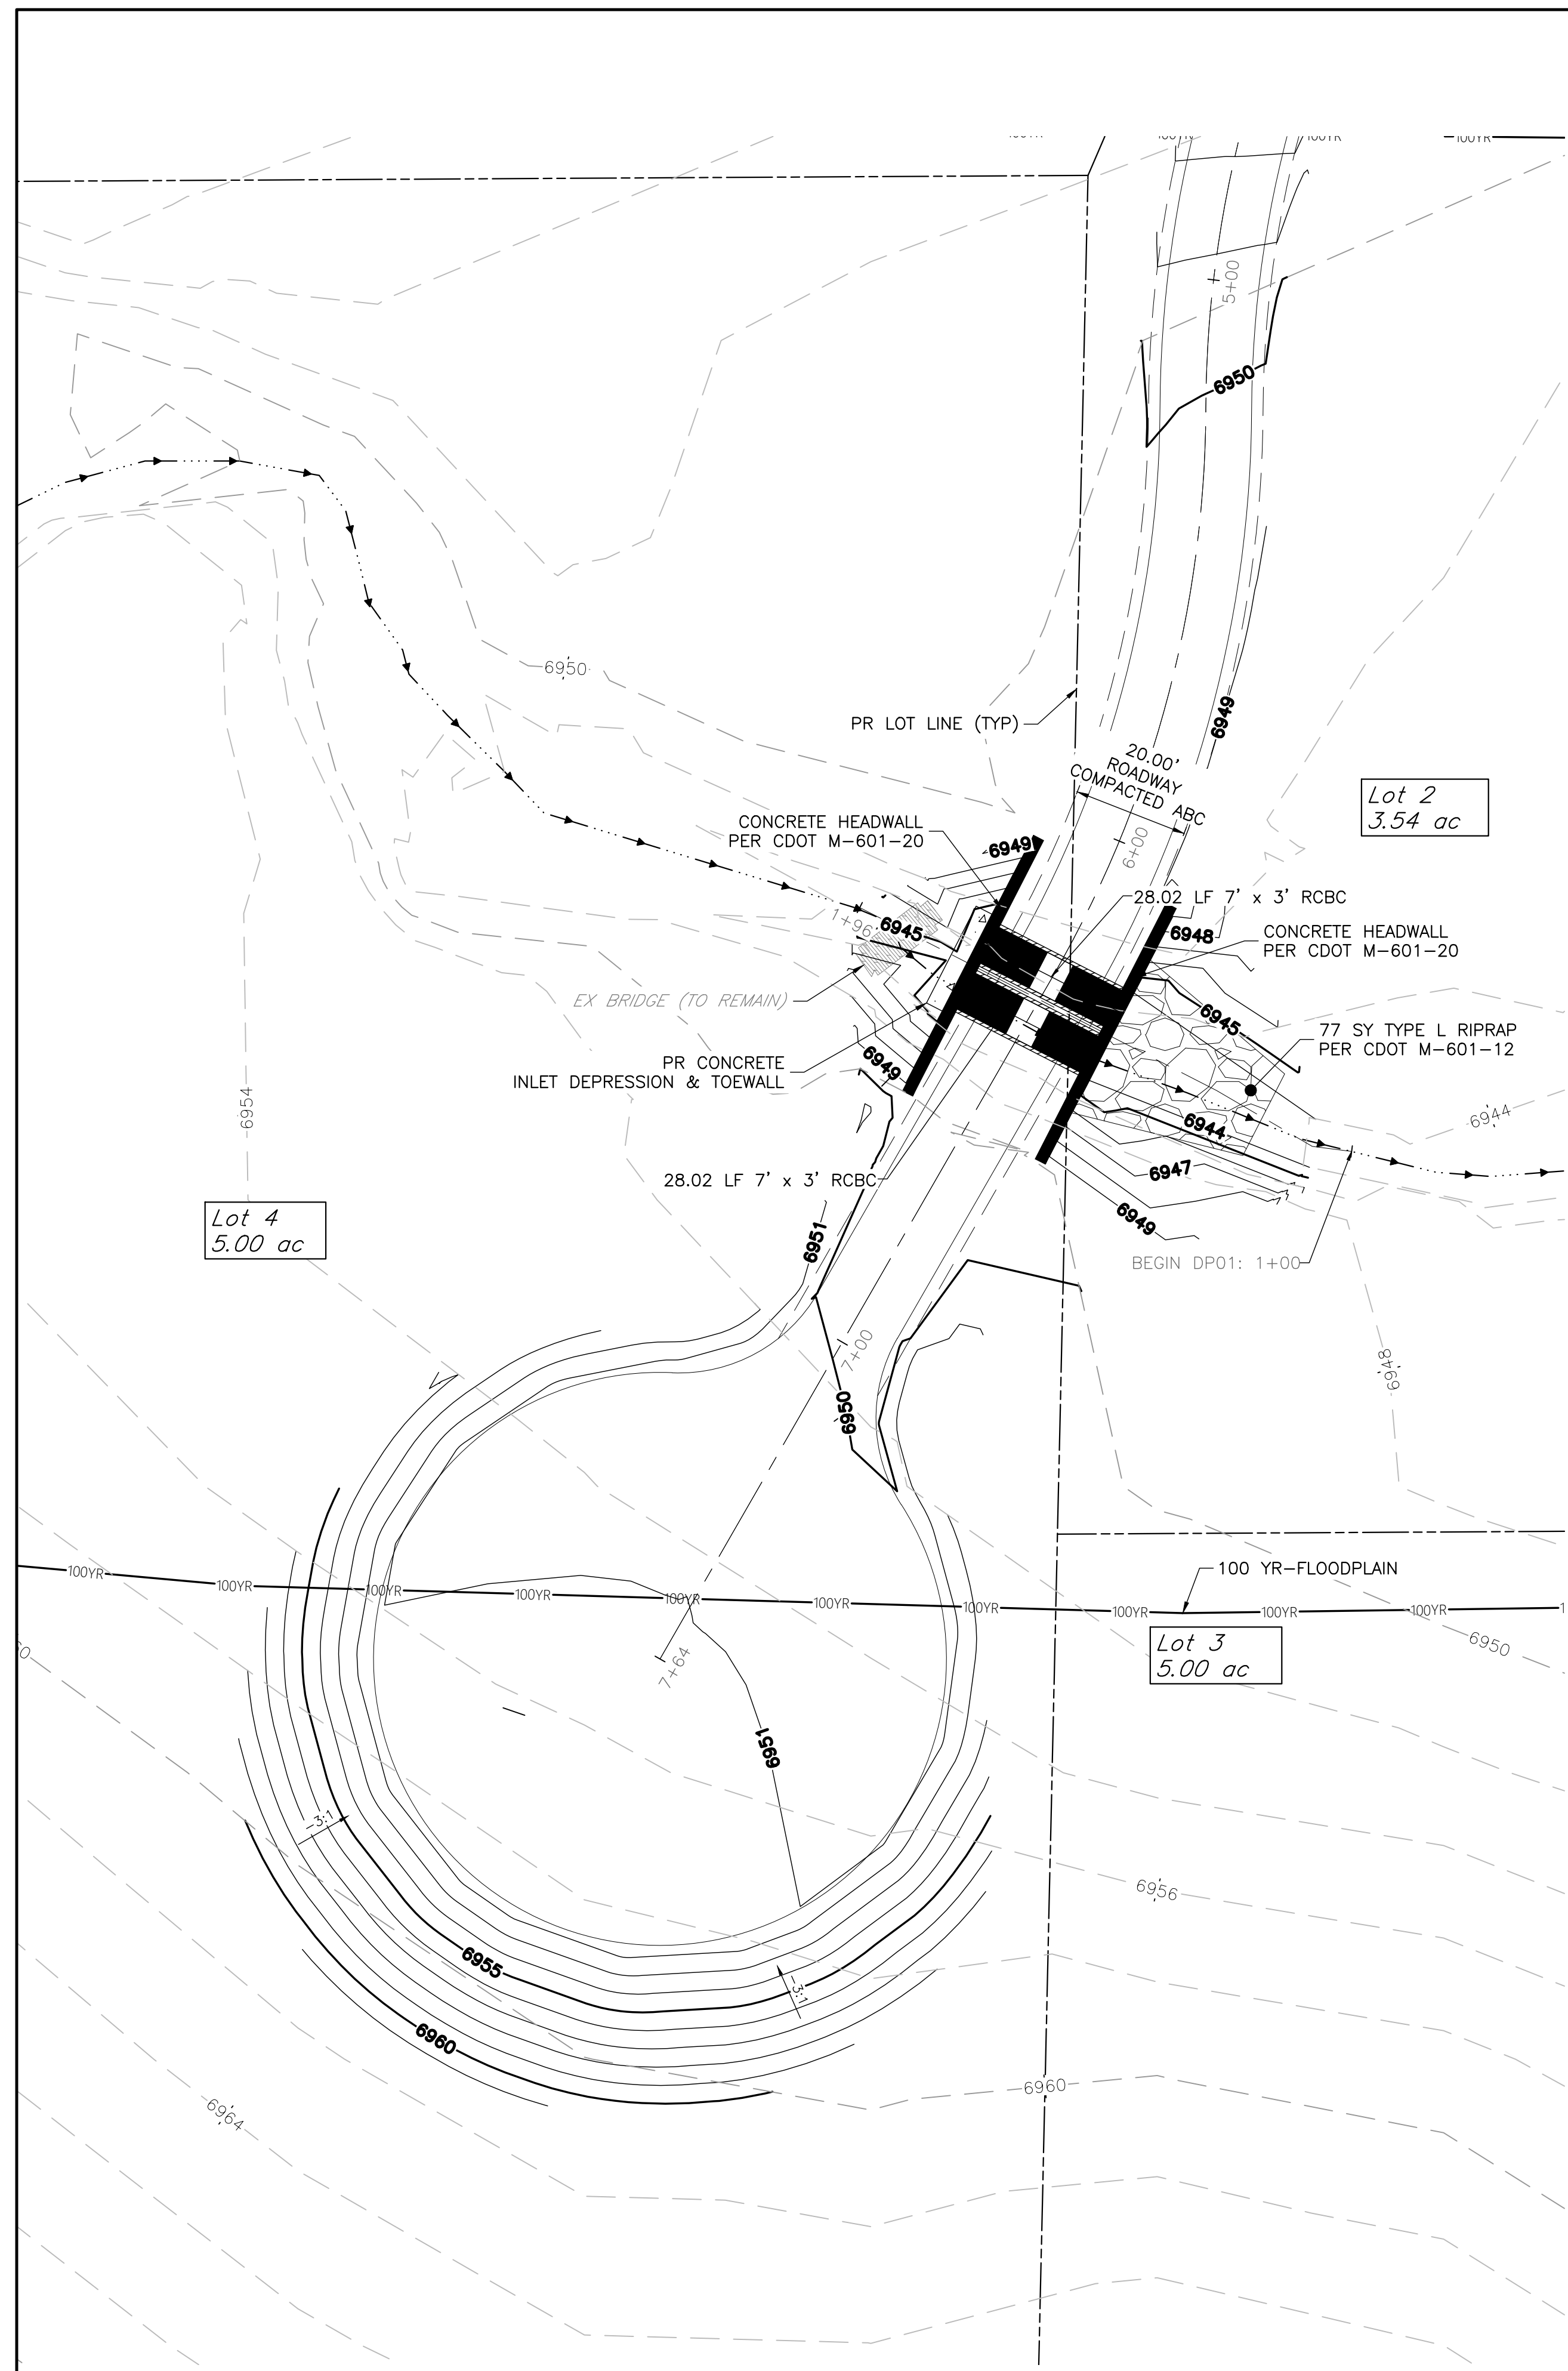 100YR
100YR
100YR
100YR
5+00
6950
6950
PR LOT LINE (TYP)
6949
20.00'
ROADWAY
COMPACTED ABC
Lot 2
3.54 ac
CONCRETE HEADWALL
PER CDOT M-601-20
6949
6+00
28.02 LF 7' x 3' RCBC
1+96
6945
6948
CONCRETE HEADWALL
PER CDOT M-601-20
EX BRIDGE (TO REMAIN)
6945
77 SY TYPE L RIPRAP
PER CDOT M-601-12
PR CONCRETE
INLET DEPRESSION & TOEWALL
6949
6954
6944
6944
6947
28.02 LF 7' x 3' RCBC
6949
Lot 4
5.00 ac
6951
BEGIN DP01: 1+00
7+00
6948
6950
100 YR-FLOODPLAIN
100YR
100YR
100YR
100YR
100YR
100YR
100YR
100YR
100YR
100YR
Lot 3
5.00 ac
6950
7+64
6951
-3:1
6956
6955
-3:1
6960
6960
6964